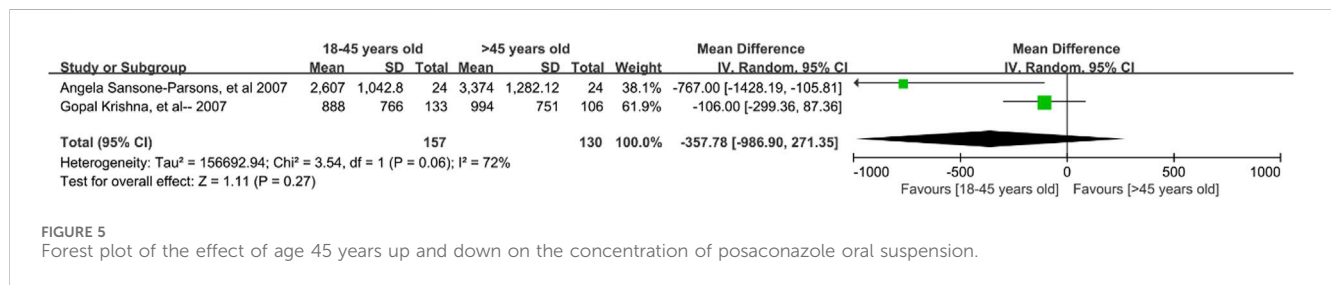 18-45 years old >45 years old Mean Difference Mean Difference
Study or Subgroup Mean SD Total Mean SD Total Weight IV. Random. 95% CI IV. Random. 95% CI
Angela Sansone-Parsons, et al 2007 2,607 1,042.8 24 3,374 1,282.12 24 38.1% -767.00 [-1428.19, -105.81]
Gopal Krishna, et al-- 2007 888 766 133 994 751 106 61.9% -106.00 [-299.36, 87.36]
Total (95% CI) 157 130 100.0% -357.78 [-986.90, 271.35]
Heterogeneity: Tau² = 156692.94; Chi² = 3.54, df = 1 (P = 0.06); I² = 72%
Test for overall effect: Z = 1.11 (P = 0.27)
-1000 -500 0 500 1000
Favours [18-45 years old] Favours [>45 years old]
FIGURE 5
Forest plot of the effect of age 45 years up and down on the concentration of posaconazole oral suspension.